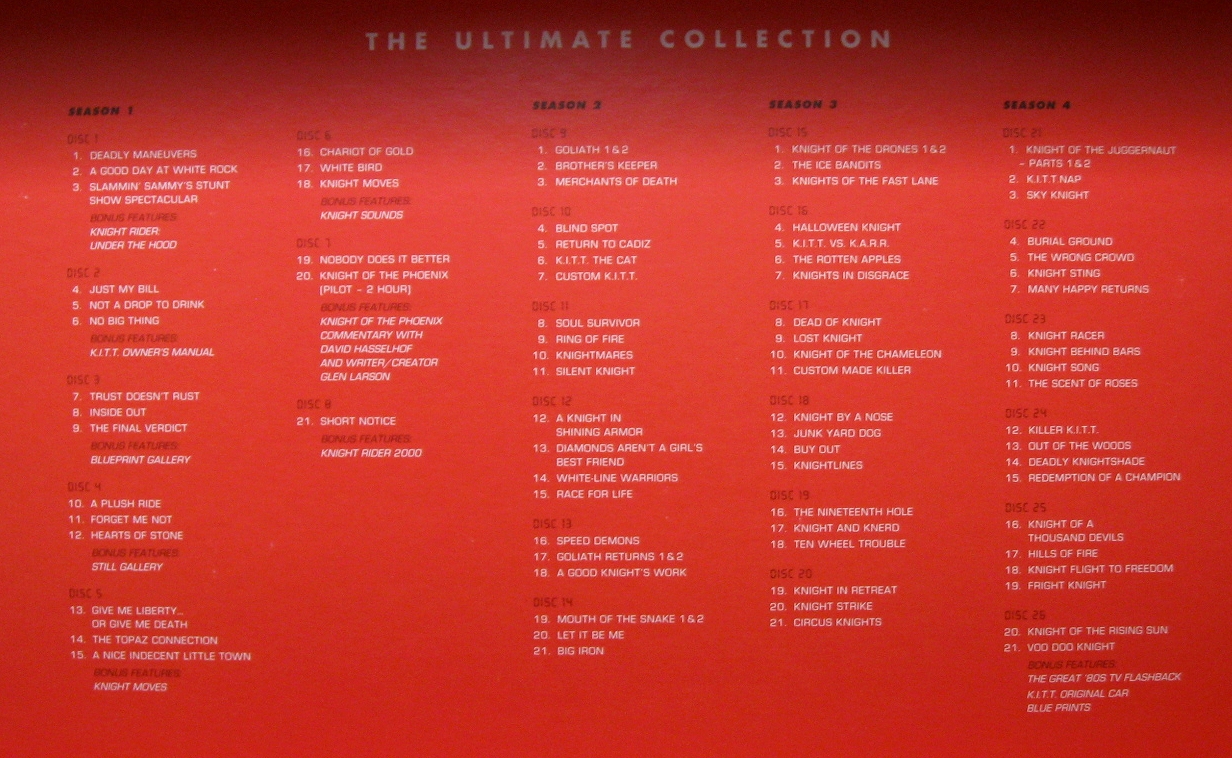 THE ULTIMATE COLLECTION
SEASON 1
DISC 1
1. DEADLY MANEUVERS
2. A GOOD DAY AT WHITE ROCK
3. SLAMMIN' SAMMY'S STUNT
SHOW SPECTACULAR
BONUS FEATURES:
KNIGHT RIDER:
UNDER THE HOOD
DISC 2
4. JUST MY BILL
5. NOT A DROP TO DRINK
6. NO BIG THING
BONUS FEATURES:
K.I.T.T. OWNER'S MANUAL
DISC 3
7. TRUST DOESN'T RUST
8. INSIDE OUT
9. THE FINAL VERDICT
BONUS FEATURES:
BLUEPRINT GALLERY
DISC 4
10. A PLUSH RIDE
11. FORGET ME NOT
12. HEARTS OF STONE
BONUS FEATURES:
STILL GALLERY
DISC 5
13. GIVE ME LIBERTY...
OR GIVE ME DEATH
14. THE TOPAZ CONNECTION
15. A NICE INDECENT LITTLE TOWN
BONUS FEATURES:
KNIGHT MOVES
DISC 6
16. CHARIOT OF GOLD
17. WHITE BIRD
18. KNIGHT MOVES
BONUS FEATURES:
KNIGHT SOUNDS
DISC 7
19. NOBODY DOES IT BETTER
20. KNIGHT OF THE PHOENIX
(PILOT - 2 HOUR)
BONUS FEATURES:
KNIGHT OF THE PHOENIX
COMMENTARY WITH
DAVID HASSELHOF
AND WRITER/CREATOR
GLEN LARSON
DISC 8
21. SHORT NOTICE
BONUS FEATURES:
KNIGHT RIDER 2000
SEASON 2
DISC 9
1. GOLIATH 1 & 2
2. BROTHER'S KEEPER
3. MERCHANTS OF DEATH
DISC 10
4. BLIND SPOT
5. RETURN TO CADIZ
6. K.I.T.T. THE CAT
7. CUSTOM K.I.T.T.
DISC 11
8. SOUL SURVIVOR
9. RING OF FIRE
10. KNIGHTMARES
11. SILENT KNIGHT
DISC 12
12. A KNIGHT IN
SHINING ARMOR
13. DIAMONDS AREN'T A GIRL'S
BEST FRIEND
14. WHITE-LINE WARRIORS
15. RACE FOR LIFE
DISC 13
16. SPEED DEMONS
17. GOLIATH RETURNS 1 & 2
18. A GOOD KNIGHT'S WORK
DISC 14
19. MOUTH OF THE SNAKE 1 & 2
20. LET IT BE ME
21. BIG IRON
SEASON 3
DISC 15
1. KNIGHT OF THE DRONES 1 & 2
2. THE ICE BANDITS
3. KNIGHTS OF THE FAST LANE
DISC 16
4. HALLOWEEN KNIGHT
5. K.I.T.T. VS. K.A.R.R.
6. THE ROTTEN APPLES
7. KNIGHTS IN DISGRACE
DISC 17
8. DEAD OF KNIGHT
9. LOST KNIGHT
10. KNIGHT OF THE CHAMELEON
11. CUSTOM MADE KILLER
DISC 18
12. KNIGHT BY A NOSE
13. JUNK YARD DOG
14. BUY OUT
15. KNIGHTLINES
DISC 19
16. THE NINETEENTH HOLE
17. KNIGHT AND KNERD
18. TEN WHEEL TROUBLE
DISC 20
19. KNIGHT IN RETREAT
20. KNIGHT STRIKE
21. CIRCUS KNIGHTS
SEASON 4
DISC 21
1. KNIGHT OF THE JUGGERNAUT
- PARTS 1 & 2
2. K.I.T.T.NAP
3. SKY KNIGHT
DISC 22
4. BURIAL GROUND
5. THE WRONG CROWD
6. KNIGHT STING
7. MANY HAPPY RETURNS
DISC 23
8. KNIGHT RACER
9. KNIGHT BEHIND BARS
10. KNIGHT SONG
11. THE SCENT OF ROSES
DISC 24
12. KILLER K.I.T.T.
13. OUT OF THE WOODS
14. DEADLY KNIGHTSHADE
15. REDEMPTION OF A CHAMPION
DISC 25
16. KNIGHT OF A
THOUSAND DEVILS
17. HILLS OF FIRE
18. KNIGHT FLIGHT TO FREEDOM
19. FRIGHT KNIGHT
DISC 26
20. KNIGHT OF THE RISING SUN
21. VOO DOO KNIGHT
BONUS FEATURES:
THE GREAT '80S TV FLASHBACK
K.I.T.T. ORIGINAL CAR
BLUE PRINTS